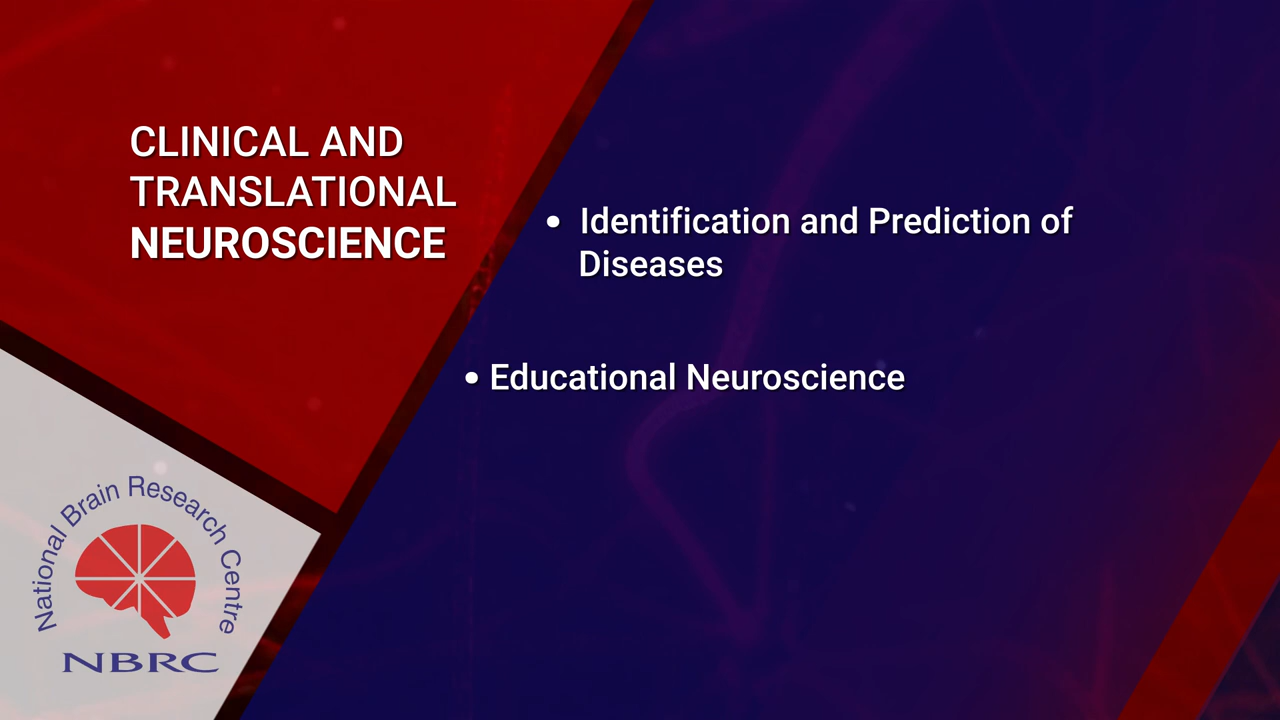 CLINICAL AND
TRANSLATIONAL
NEUROSCIENCE
• Identification and Prediction of
Diseases
• Educational Neuroscience
National Brain Research Centre
NBRC